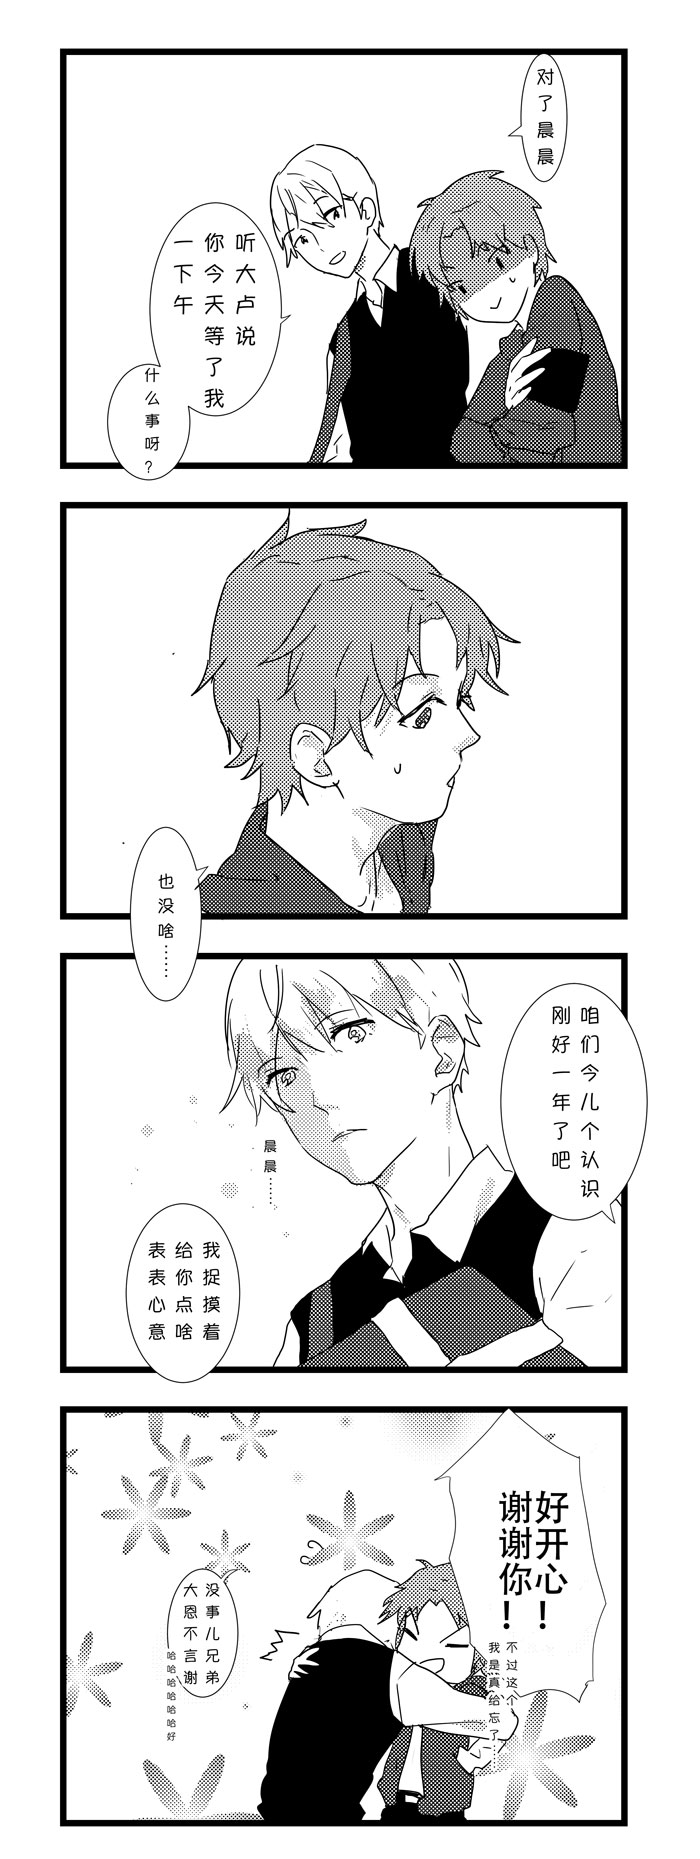 对了晨晨
听大卢说
你今天等了我
一下午
什么事呀？
也没啥……
咱们今儿个认识
刚好一年了吧
晨晨……
我捉摸着
给你点啥
表表心意
好开心！
谢谢你！
不过这个
我是真给忘了……
没事儿兄弟
大恩不言谢
哈哈哈哈哈哈好